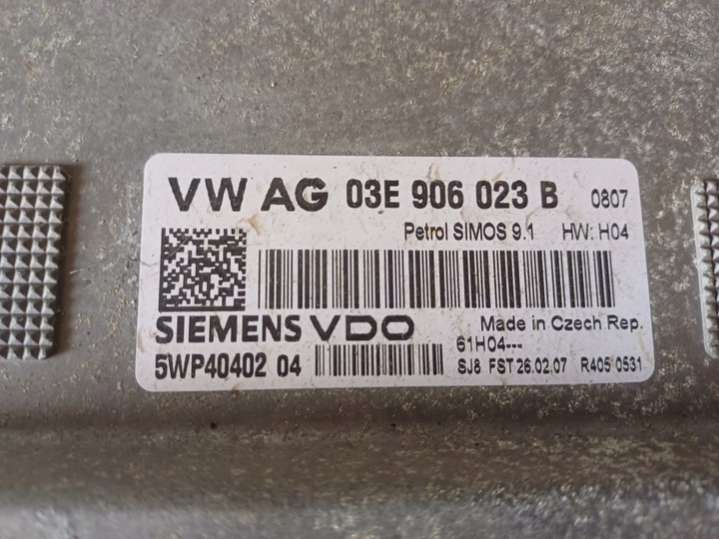 VW AG 03E 906 023 B 0807
Petrol SIMOS 9.1 HW: H04
SIEMENS VDO Made in Czech Rep.
61H04---
5WP40402 04 SJ8 FST 26.02.07 R405 0531